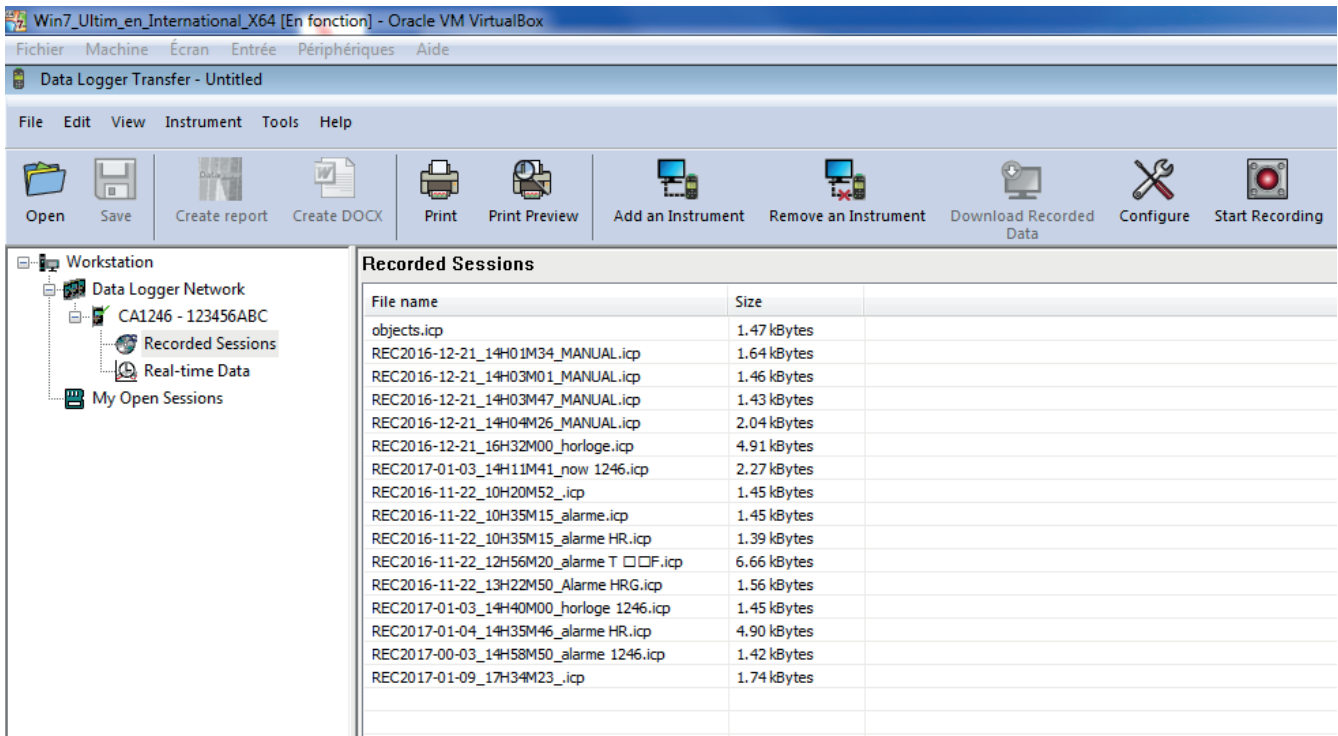 Win7_Ultim_en_International_X64 [En fonction] - Oracle VM VirtualBox
Fichier Machine Écran Entrée Périphériques Aide
Data Logger Transfer - Untitled
File Edit View Instrument Tools Help
Open Save Create report Create DOCX Print Print Preview Add an Instrument Remove an Instrument Download Recorded Data Configure Start Recording
Workstation
Data Logger Network
CA1246 - 123456ABC
Recorded Sessions
Real-time Data
My Open Sessions
Recorded Sessions
File name Size
objects.icp 1.47 kBytes
REC2016-12-21_14H01M34_MANUAL.icp 1.64 kBytes
REC2016-12-21_14H03M01_MANUAL.icp 1.46 kBytes
REC2016-12-21_14H03M47_MANUAL.icp 1.43 kBytes
REC2016-12-21_14H04M26_MANUAL.icp 2.04 kBytes
REC2016-12-21_16H32M00_horloge.icp 4.91 kBytes
REC2017-01-03_14H11M41_now 1246.icp 2.27 kBytes
REC2016-11-22_10H20M52_.icp 1.45 kBytes
REC2016-11-22_10H35M15_alarme.icp 1.45 kBytes
REC2016-11-22_10H35M15_alarme HR.icp 1.39 kBytes
REC2016-11-22_12H56M20_alarme T □□F.icp 6.66 kBytes
REC2016-11-22_13H22M50_Alarme HRG.icp 1.56 kBytes
REC2017-01-03_14H40M00_horloge 1246.icp 1.45 kBytes
REC2017-01-04_14H35M46_alarme HR.icp 4.90 kBytes
REC2017-00-03_14H58M50_alarme 1246.icp 1.42 kBytes
REC2017-01-09_17H34M23_.icp 1.74 kBytes